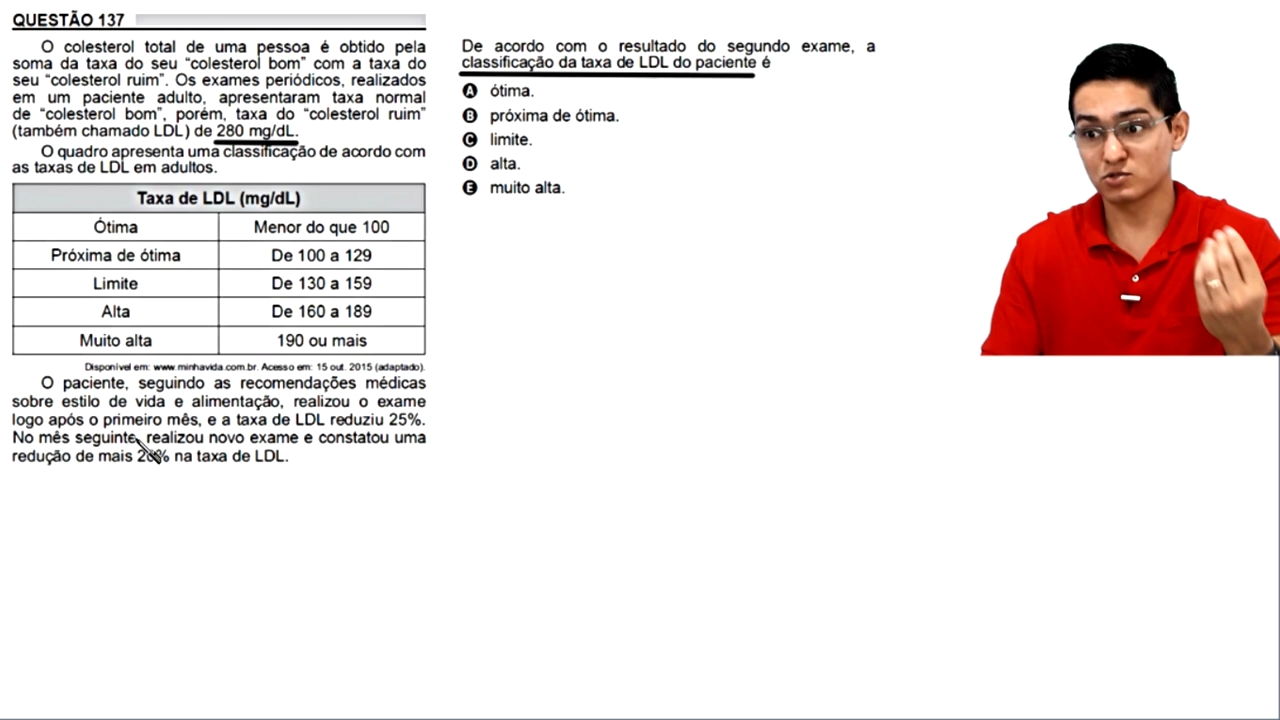 QUESTÃO 137
O colesterol total de uma pessoa é obtido pela
soma da taxa do seu “colesterol bom” com a taxa do
seu “colesterol ruim”. Os exames periódicos, realizados
em um paciente adulto, apresentaram taxa normal
de “colesterol bom”, porém, taxa do “colesterol ruim”
(também chamado LDL) de 280 mg/dL.
O quadro apresenta uma classificação de acordo com
as taxas de LDL em adultos.
Taxa de LDL (mg/dL)
Ótima Menor do que 100
Próxima de ótima De 100 a 129
Limite De 130 a 159
Alta De 160 a 189
Muito alta 190 ou mais
Disponível em: www.minhavida.com.br. Acesso em: 15 out. 2015 (adaptado).
O paciente, seguindo as recomendações médicas
sobre estilo de vida e alimentação, realizou o exame
logo após o primeiro mês, e a taxa de LDL reduziu 25%.
No mês seguinte, realizou novo exame e constatou uma
redução de mais na taxa de LDL.
De acordo com o resultado do segundo exame, a
classificação da taxa de LDL do paciente é
A ótima.
B próxima de ótima.
C limite.
D alta.
E muito alta.